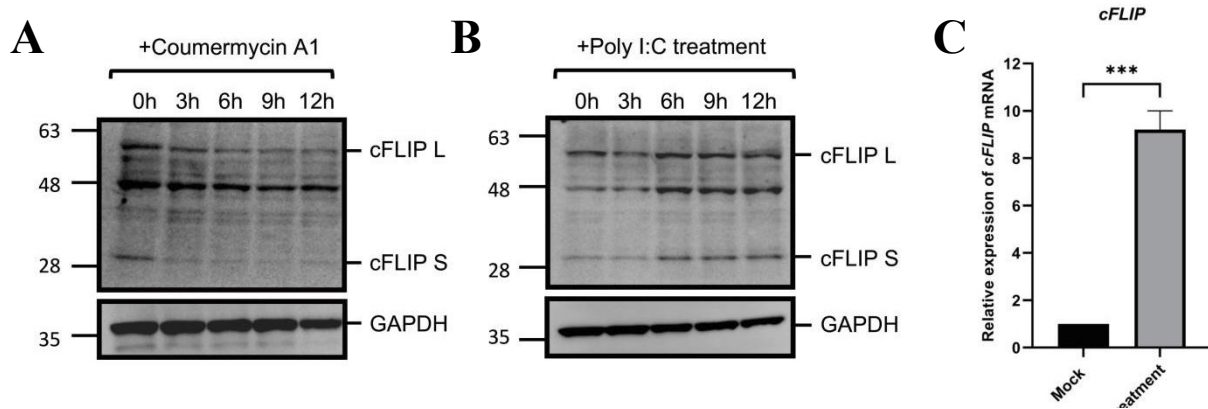 A
+Coumermycin A1
0h 3h 6h 9h 12h
63
48
28
35
cFLIP L
cFLIP S
GAPDH
B
+Poly I:C treatment
0h 3h 6h 9h 12h
63
48
28
35
cFLIP L
cFLIP S
GAPDH
C
cFLIP
***
Relative expression of cFLIP mRNA
12
10
8
6
4
2
0
Mock